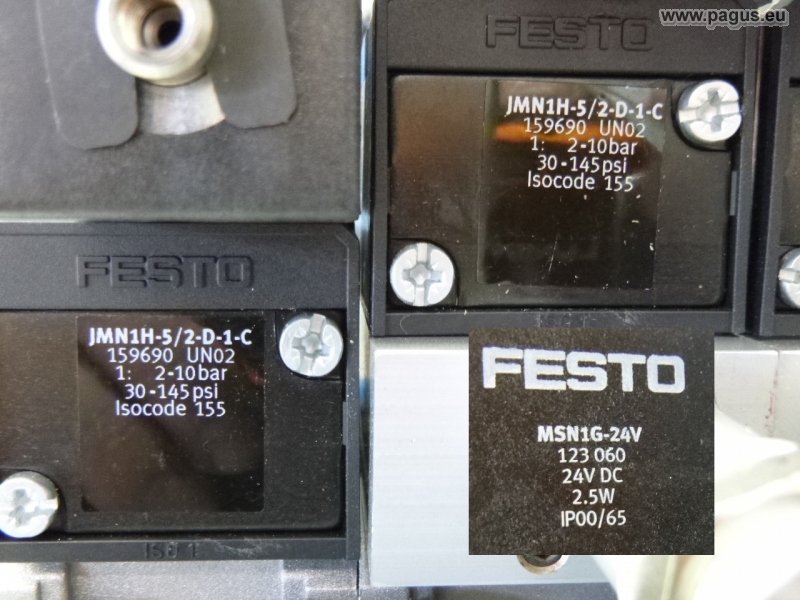 www.pagus.eu
FESTO
JMN1H-5/2-D-1-C
159690 UN02
1: 2-10bar
30-145psi
Isocode 155
FESTO
JMN1H-5/2-D-1-C
159690 UN02
1: 2-10bar
30-145psi
Isocode 155
ISO 1
FESTO
MSN1G-24V
123 060
24V DC
2.5W
IP00/65